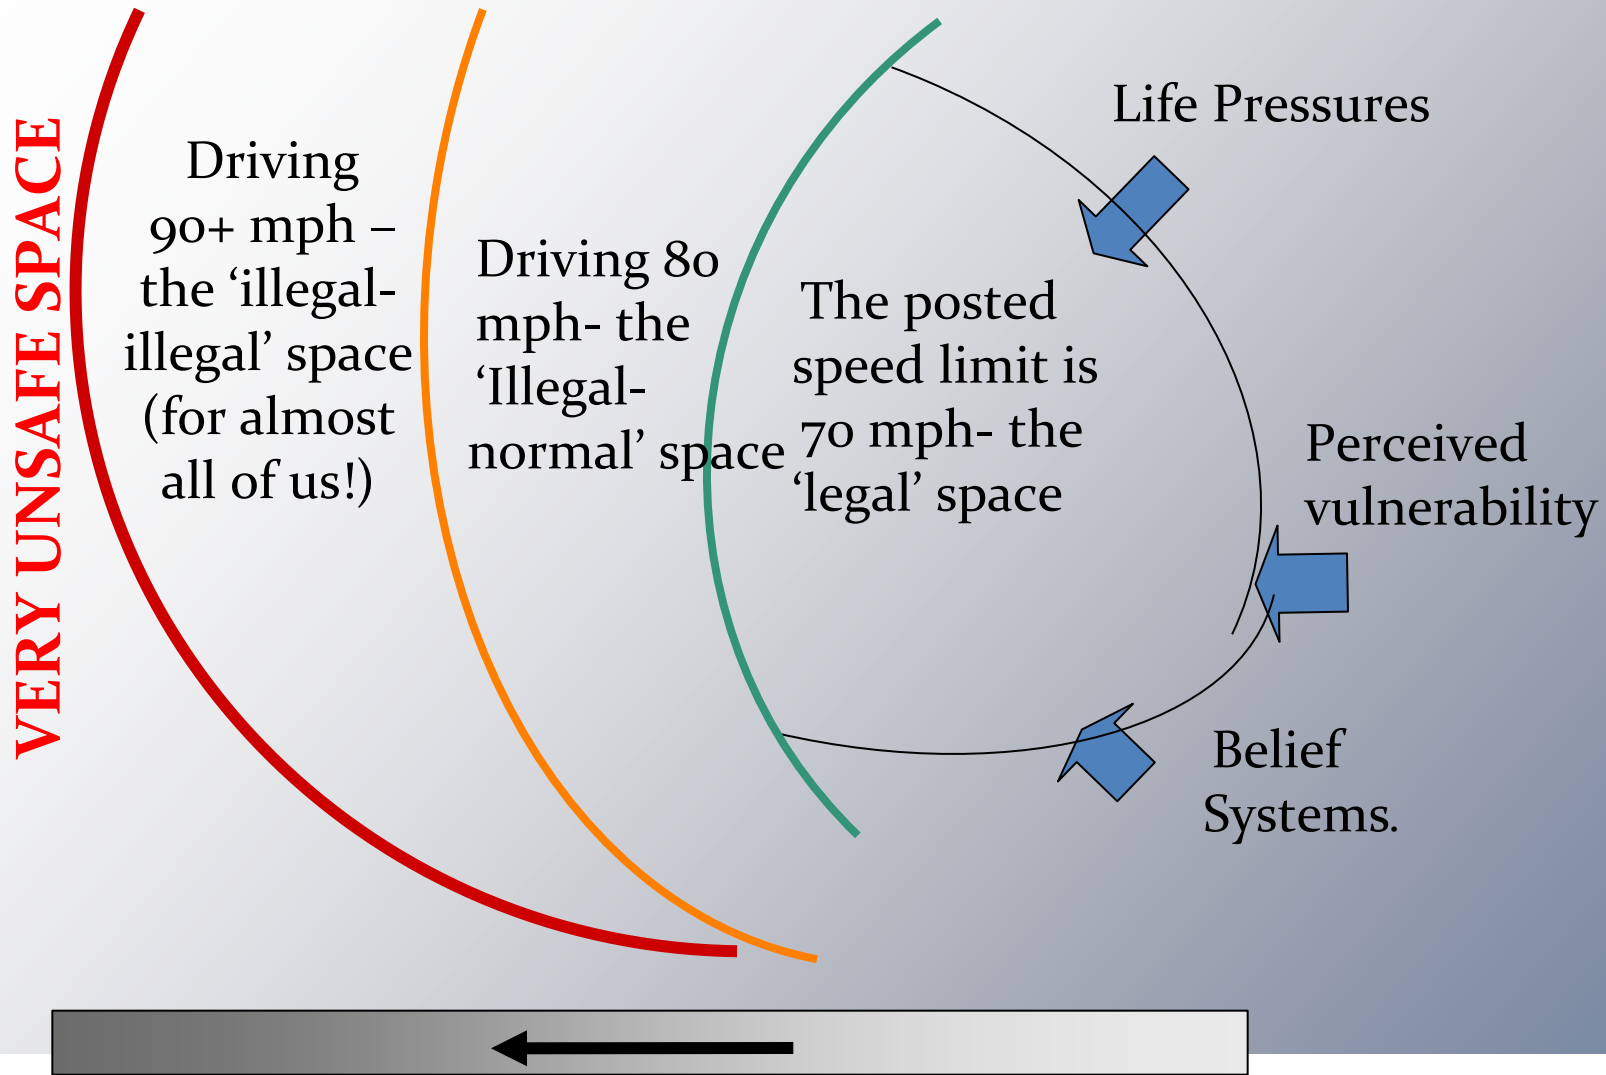 VERY UNSAFE SPACE
Driving
90+ mph –
the ‘illegal-
illegal’ space
(for almost
all of us!)
Driving 80
mph- the
‘Illegal-
normal’ space
The posted
speed limit is
70 mph- the
‘legal’ space
Life Pressures
Perceived
vulnerability
Belief
Systems.